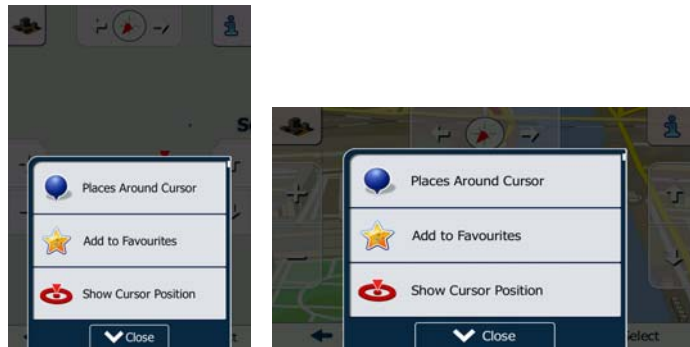 Places Around Cursor
Add to Favourites
Show Cursor Position
Close
Places Around Cursor
Add to Favourites
Show Cursor Position
Close
elect